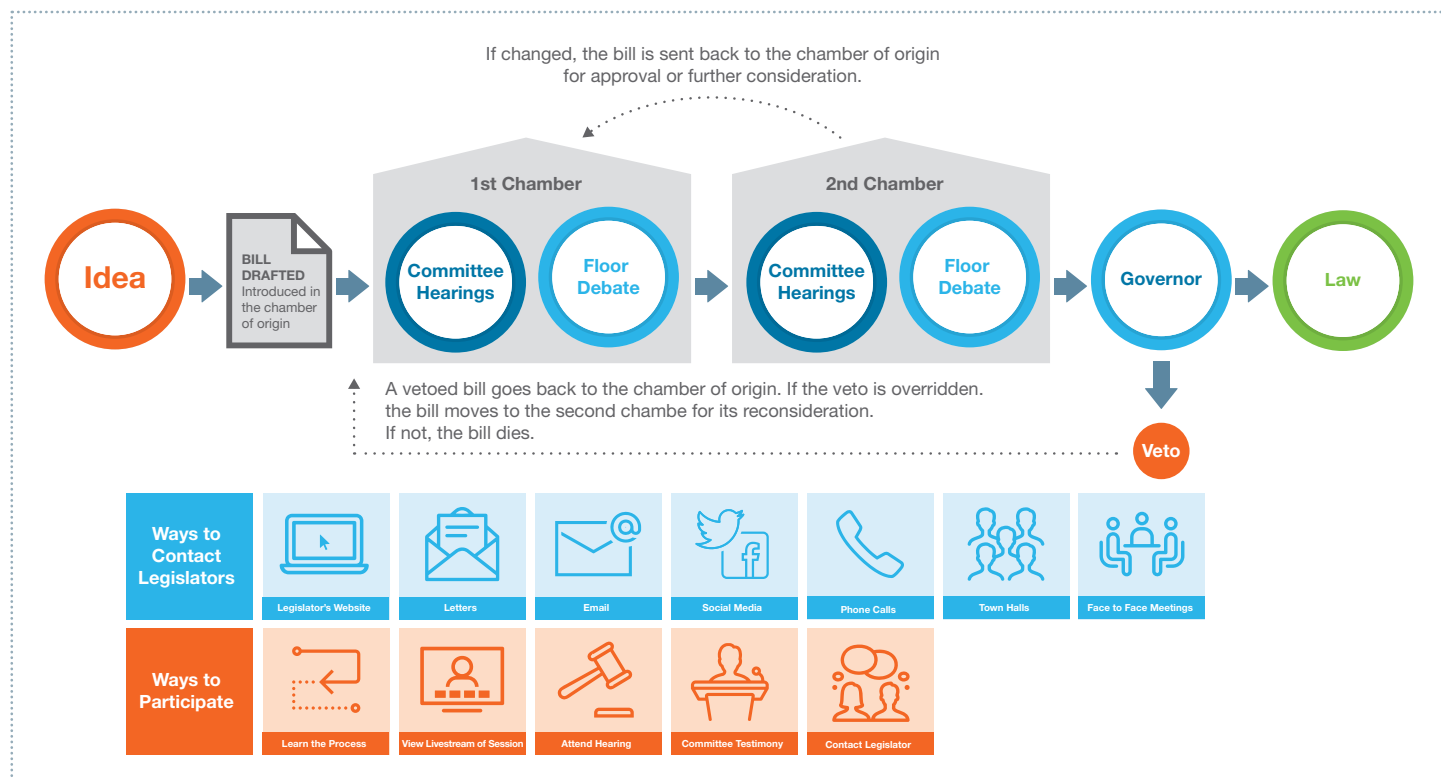 If changed, the bill is sent back to the chamber of origin
for approval or further consideration.
1st Chamber
2nd Chamber
Idea
BILL
DRAFTED
Introduced in
the chamber
of origin
Committee
Hearings
Floor
Debate
Committee
Hearings
Floor
Debate
Governor
Law
A vetoed bill goes back to the chamber of origin. If the veto is overridden.
the bill moves to the second chambe for its reconsideration.
If not, the bill dies.
Veto
Ways to
Contact
Legislators
@
f
Legislator's Website
Letters
Email
Social Media
Phone Calls
Town Halls
Face to Face Meetings
Ways to
Participate
Learn the Process
View Livestream of Session
Attend Hearing
Committee Testimony
Contact Legislator